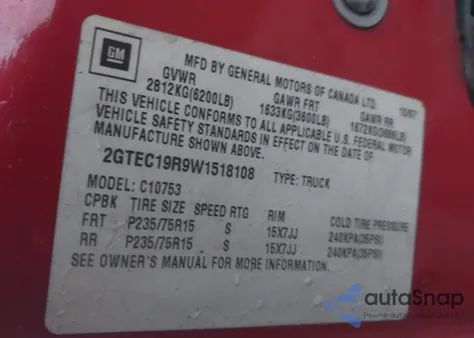 GM
MFD BY GENERAL MOTORS OF CANADA LTD.
10/97
GVWR GAWR FRT GAWR RR
2812KG(6200LB) 1633KG(3600LB) 1672KG(3686LB)
THIS VEHICLE CONFORMS TO ALL APPLICABLE U.S. FEDERAL MOTOR
VEHICLE SAFETY STANDARDS IN EFFECT ON THE DATE OF
MANUFACTURE SHOWN ABOVE.
2GTEC19R9W1518108 TYPE: TRUCK
MODEL: C10753
CPBK TIRE SIZE SPEED RTG RIM COLD TIRE PRESSURE
FRT P235/75R15 S 15X7JJ 240KPA(35PSI)
RR P235/75R15 S 15X7JJ 240KPA(35PSI)
SEE OWNER'S MANUAL FOR MORE INFORMATION.
autoSnap